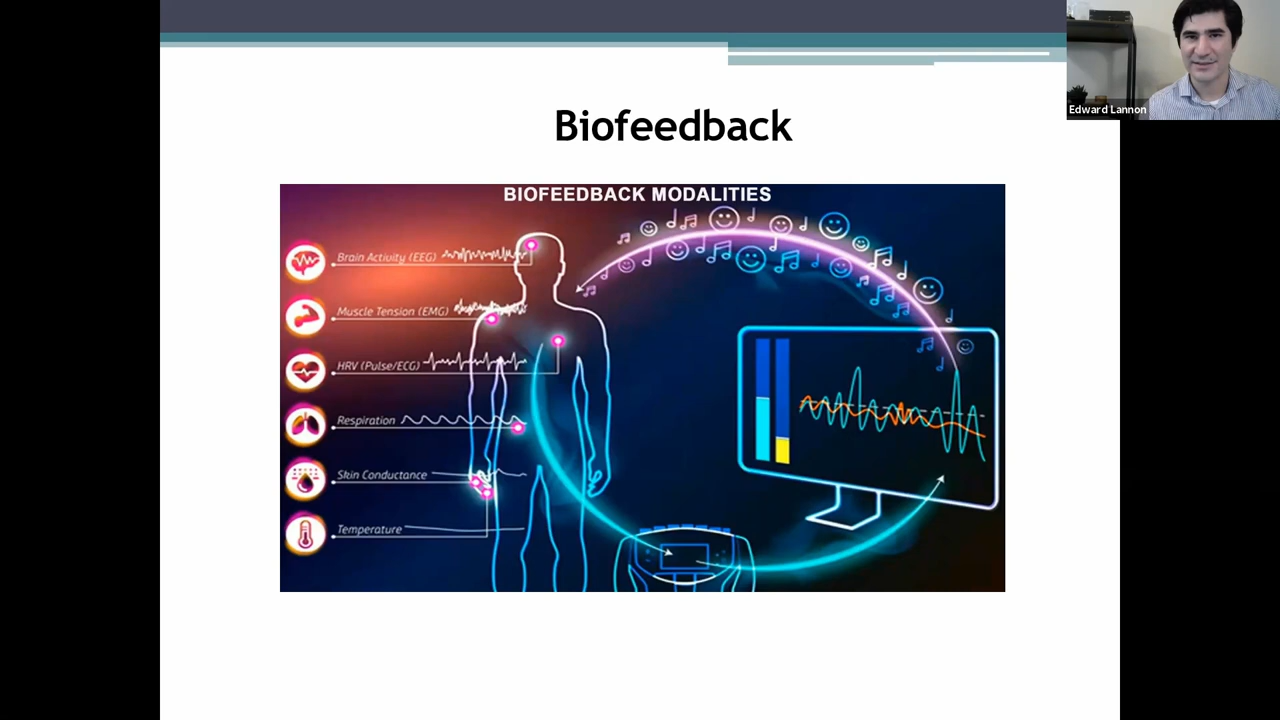 Edward Lannon
Biofeedback
BIOFEEDBACK MODALITIES
Brain Activity (EEG)
Muscle Tension (EMG)
HRV (Pulse/ECG)
Respiration
Skin Conductance
Temperature